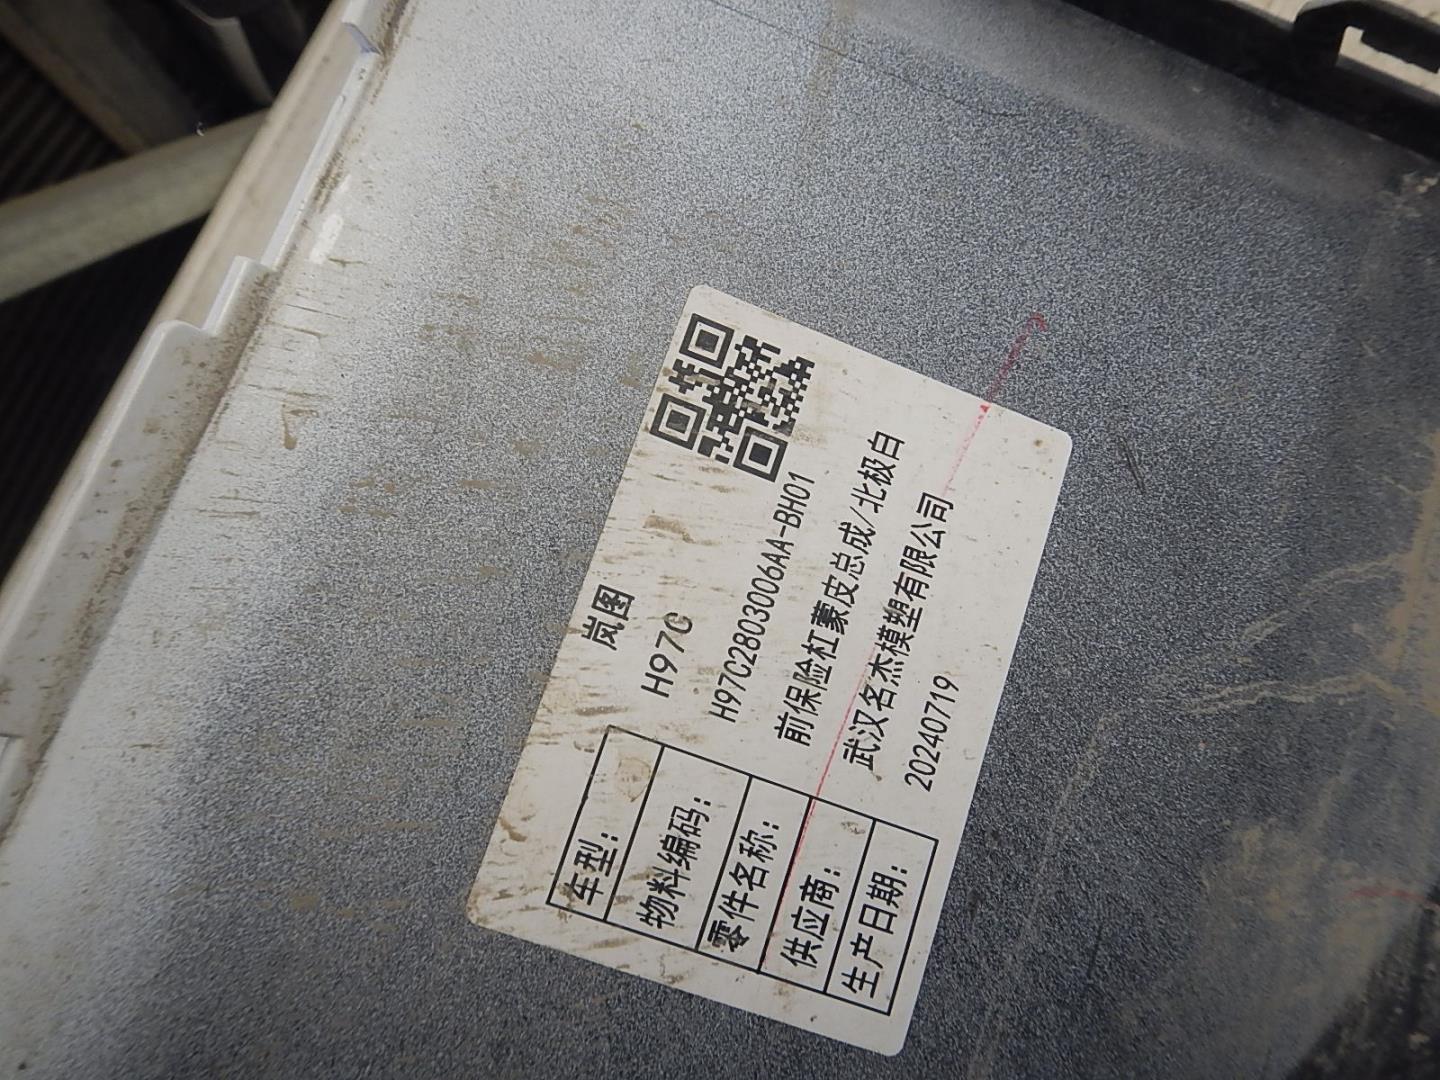 岚图
车型： H97C
物料编码： H97C2803006AA-BH01
零件名称： 前保险杠蒙皮总成/北极白
供应商： 武汉名杰模塑有限公司
生产日期： 20240719